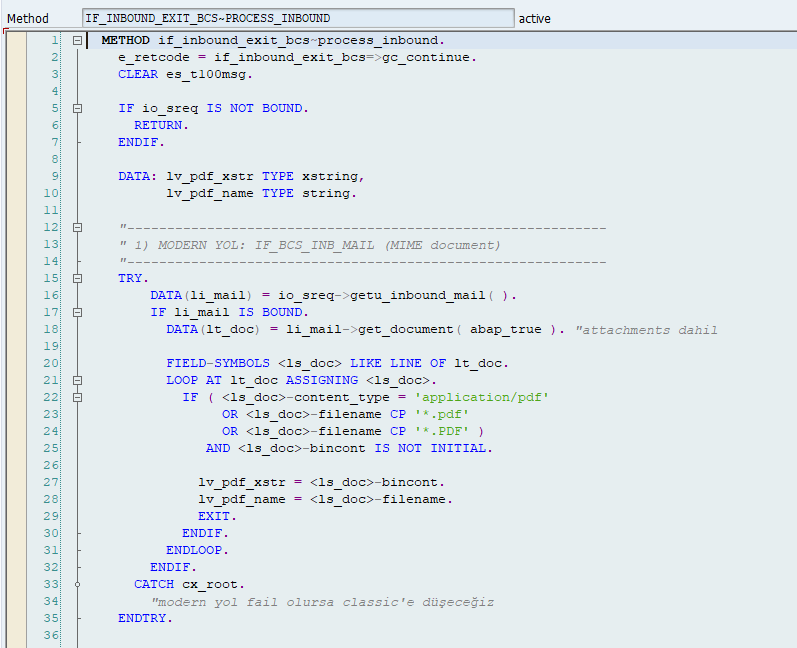 Method IF_INBOUND_EXIT_BCS~PROCESS_INBOUND active
1 METHOD if_inbound_exit_bcs~process_inbound.
2 e_retcode = if_inbound_exit_bcs=>gc_continue.
3 CLEAR es_t100msg.
4
5 IF io_sreq IS NOT BOUND.
6 RETURN.
7 ENDIF.
8
9 DATA: lv_pdf_xstr TYPE xstring,
10 lv_pdf_name TYPE string.
11
12 "------------------------------------------------------------
13 " 1) MODERN YOL: IF_BCS_INB_MAIL (MIME document)
14 "------------------------------------------------------------
15 TRY.
16 DATA(li_mail) = io_sreq->getu_inbound_mail( ).
17 IF li_mail IS BOUND.
18 DATA(lt_doc) = li_mail->get_document( abap_true ). "attachments dahil
19
20 FIELD-SYMBOLS <ls_doc> LIKE LINE OF lt_doc.
21 LOOP AT lt_doc ASSIGNING <ls_doc>.
22 IF ( <ls_doc>-content_type = 'application/pdf'
23 OR <ls_doc>-filename CP '*.pdf'
24 OR <ls_doc>-filename CP '*.PDF' )
25 AND <ls_doc>-bincont IS NOT INITIAL.
26
27 lv_pdf_xstr = <ls_doc>-bincont.
28 lv_pdf_name = <ls_doc>-filename.
29 EXIT.
30 ENDIF.
31 ENDLOOP.
32 ENDIF.
33 CATCH cx_root.
34 "modern yol fail olursa classic'e düşeceğiz
35 ENDTRY.
36